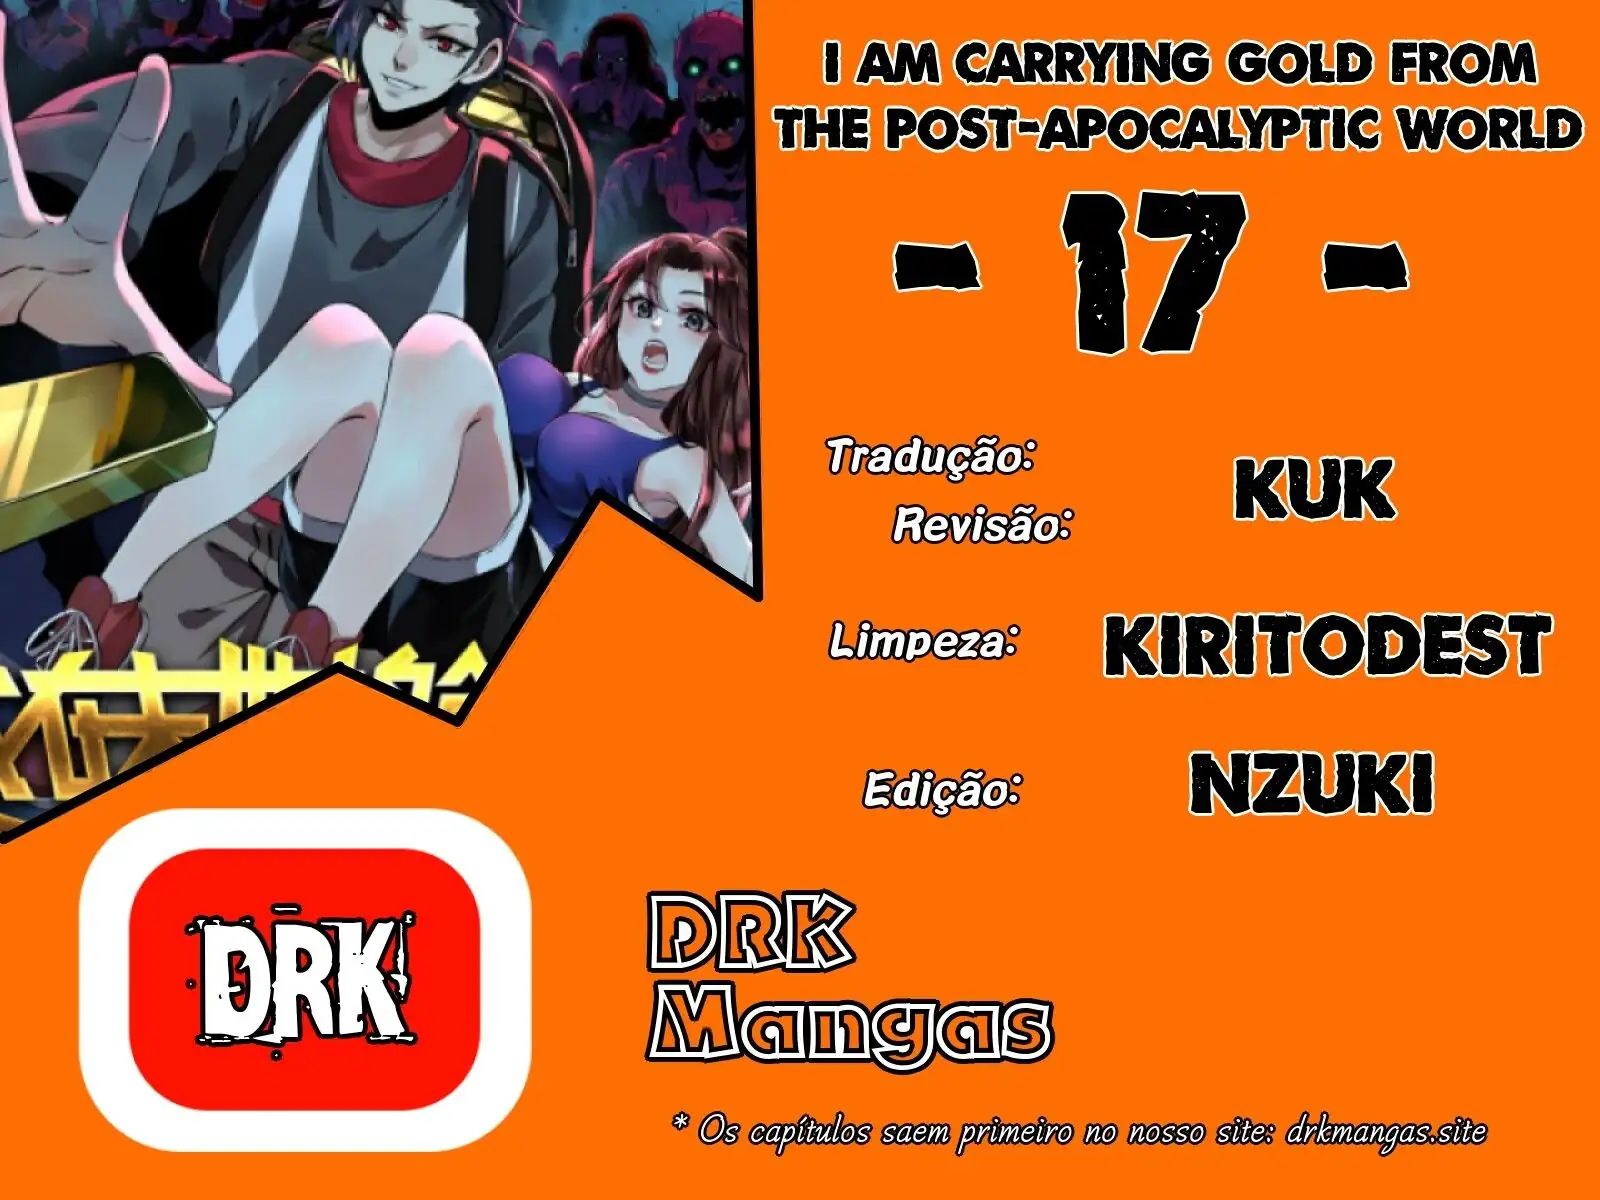 I AM CARRYING GOLD FROM
THE POST-APOCALYPTIC WORLD
- 17 -
Tradução:
KUK
Revisão:
Limpeza:
KIRITODEST
Edição:
NZUKI
DRK
DRK
Mangas
* Os capítulos saem primeiro no nosso site: drkmangas.site